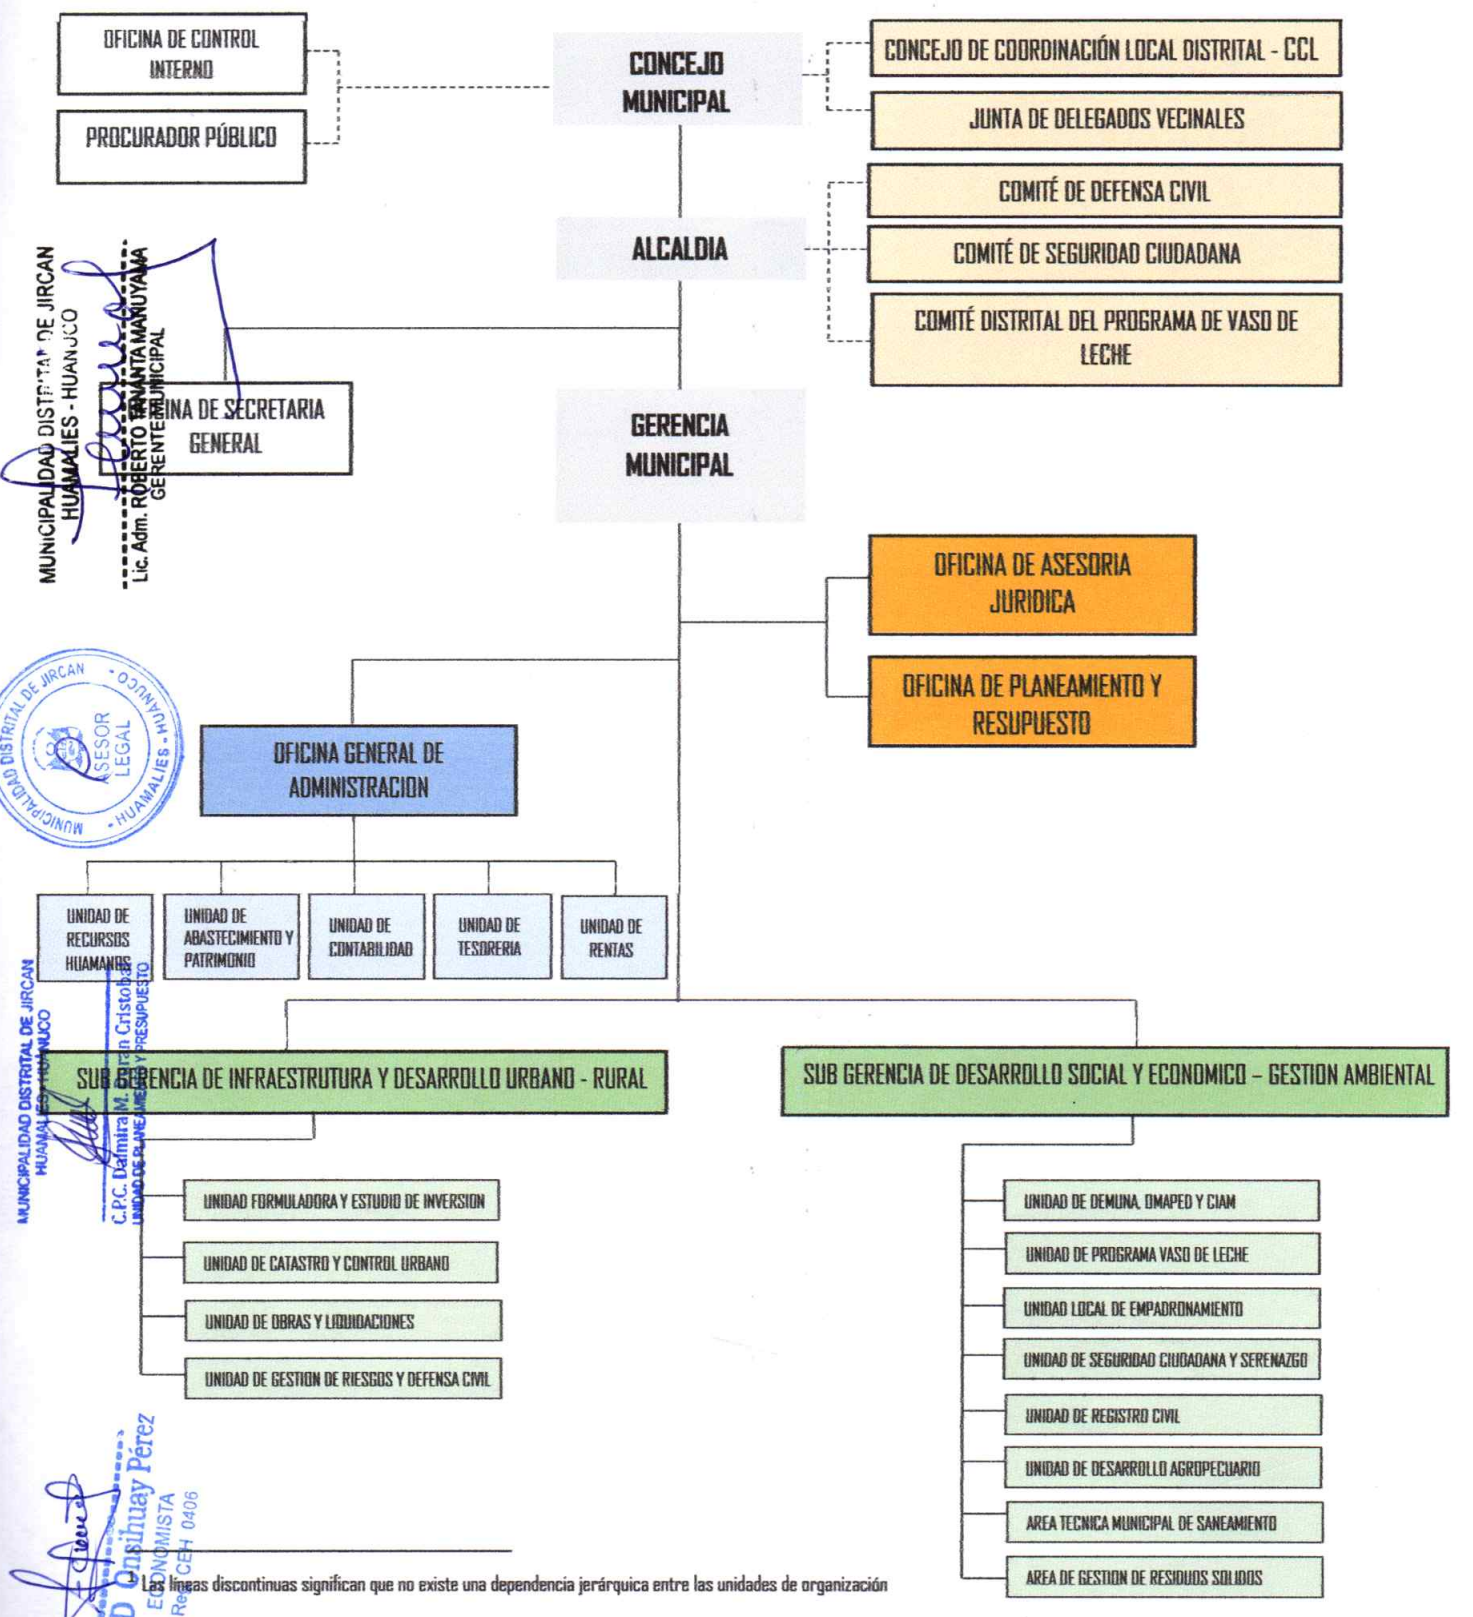 OFICINA DE CONTROL
INTERNO
PROCURADOR PÚBLICO
CONCEJO
MUNICIPAL
CONCEJO DE COORDINACIÓN LOCAL DISTRITAL - CCL
JUNTA DE DELEGADOS VECINALES
COMITÉ DE DEFENSA CIVIL
ALCALDIA
COMITÉ DE SEGURIDAD CIUDADANA
COMITÉ DISTRITAL DEL PROGRAMA DE VASO DE
LECHE
MUNICIPALIDAD DISTRITAL DE JIRCAN
HUAMALIES - HUANUCO
Lic. Adm. ROBERTO TANANTA MANUYAMA
GERENTE MUNICIPAL
INA DE SECRETARIA
GENERAL
GERENCIA
MUNICIPAL
OFICINA DE ASESORIA
JURIDICA
OFICINA DE PLANEAMIENTO Y
RESUPUESTO
MUNICIPALIDAD DISTRITAL DE JIRCAN
- HUAMALIES - HUANUCO -
ASESOR
LEGAL
OFICINA GENERAL DE
ADMINISTRACION
UNIDAD DE
RECURSOS
HUAMANOS
UNIDAD DE
ABASTECIMIENTO Y
PATRIMONIO
UNIDAD DE
CONTABILIDAD
UNIDAD DE
TESORERIA
UNIDAD DE
RENTAS
MUNICIPALIDAD DISTRITAL DE JIRCAN
HUAMALIES - HUANUCO
C.P.C. Dalmira M. Duran Cristobal
UNIDAD DE PLANEAMIENTO Y PRESUPUESTO
SUB GERENCIA DE INFRAESTRUTURA Y DESARROLLO URBANO - RURAL
SUB GERENCIA DE DESARROLLO SOCIAL Y ECONOMICO – GESTION AMBIENTAL
UNIDAD FORMULADORA Y ESTUDIO DE INVERSION
UNIDAD DE CATASTRO Y CONTROL URBANO
UNIDAD DE OBRAS Y LIQUIDACIONES
UNIDAD DE GESTION DE RIESGOS Y DEFENSA CIVIL
UNIDAD DE DEMUNA, OMAPED Y CIAM
UNIDAD DE PROGRAMA VASO DE LECHE
UNIDAD LOCAL DE EMPADRONAMIENTO
UNIDAD DE SEGURIDAD CIUDADANA Y SERENAZGO
UNIDAD DE REGISTRO CIVIL
UNIDAD DE DESARROLLO AGROPECUARIO
AREA TECNICA MUNICIPAL DE SANEAMIENTO
AREA DE GESTION DE RESIDUOS SOLIDOS
Onsihuay Pérez
ECONOMISTA
Reg. CEH 0406
1 Las líneas discontinuas significan que no existe una dependencia jerárquica entre las unidades de organización